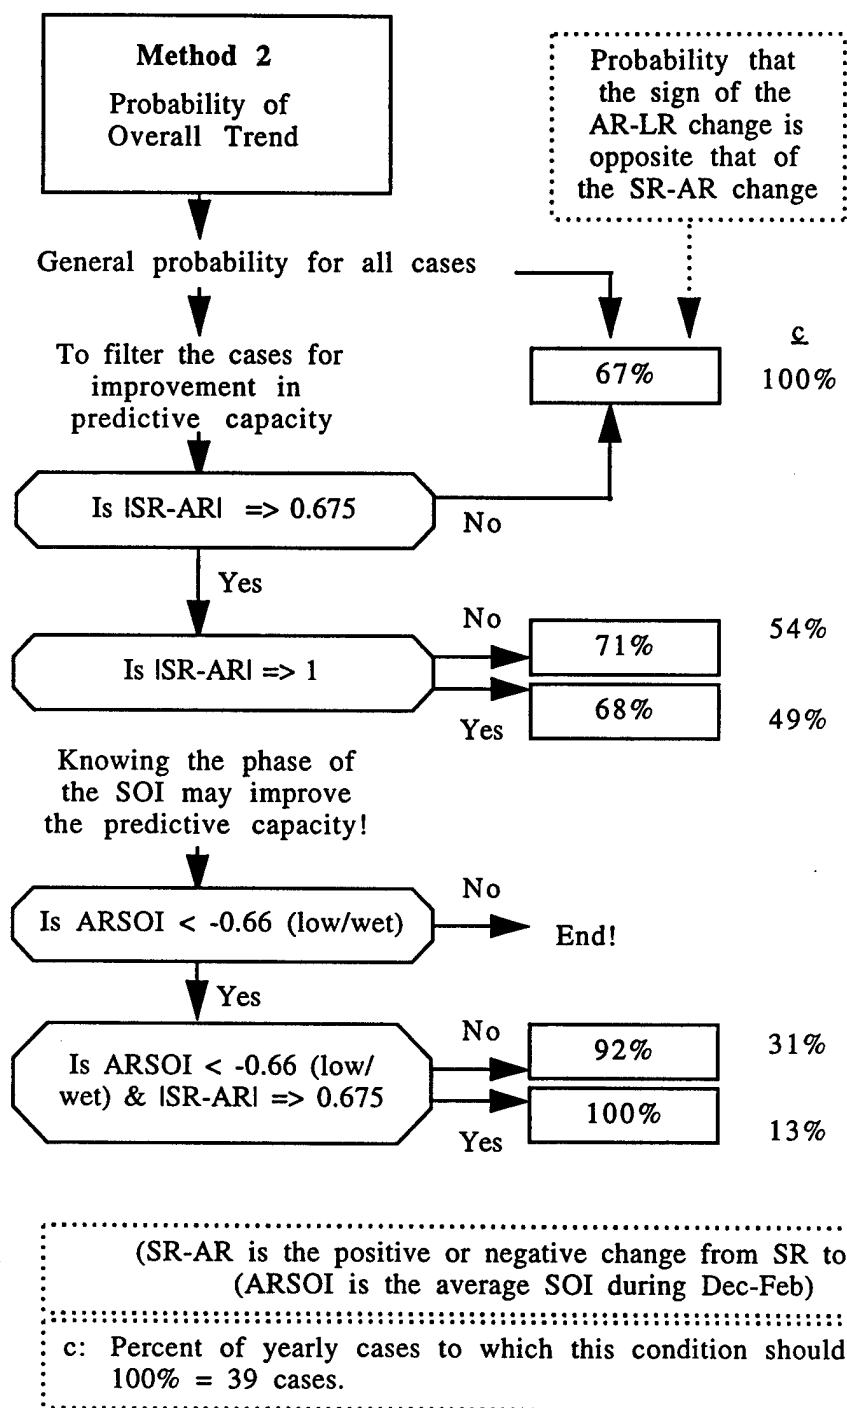 Method 2
Probability of
Overall Trend
Probability that
the sign of the
AR-LR change is
opposite that of
the SR-AR change
General probability for all cases
c
To filter the cases for
improvement in
predictive capacity
67%
100%
Is |SR-AR| => 0.675
No
Yes
Is |SR-AR| => 1
No
71%
54%
68%
49%
Yes
Knowing the phase of
the SOI may improve
the predictive capacity!
Is ARSOI < -0.66 (low/wet)
No
End!
Yes
Is ARSOI < -0.66 (low/
wet) & |SR-AR| => 0.675
No
92%
31%
100%
13%
Yes
(SR-AR is the positive or negative change from SR to
(ARSOI is the average SOI during Dec-Feb)
c: Percent of yearly cases to which this condition should
100% = 39 cases.